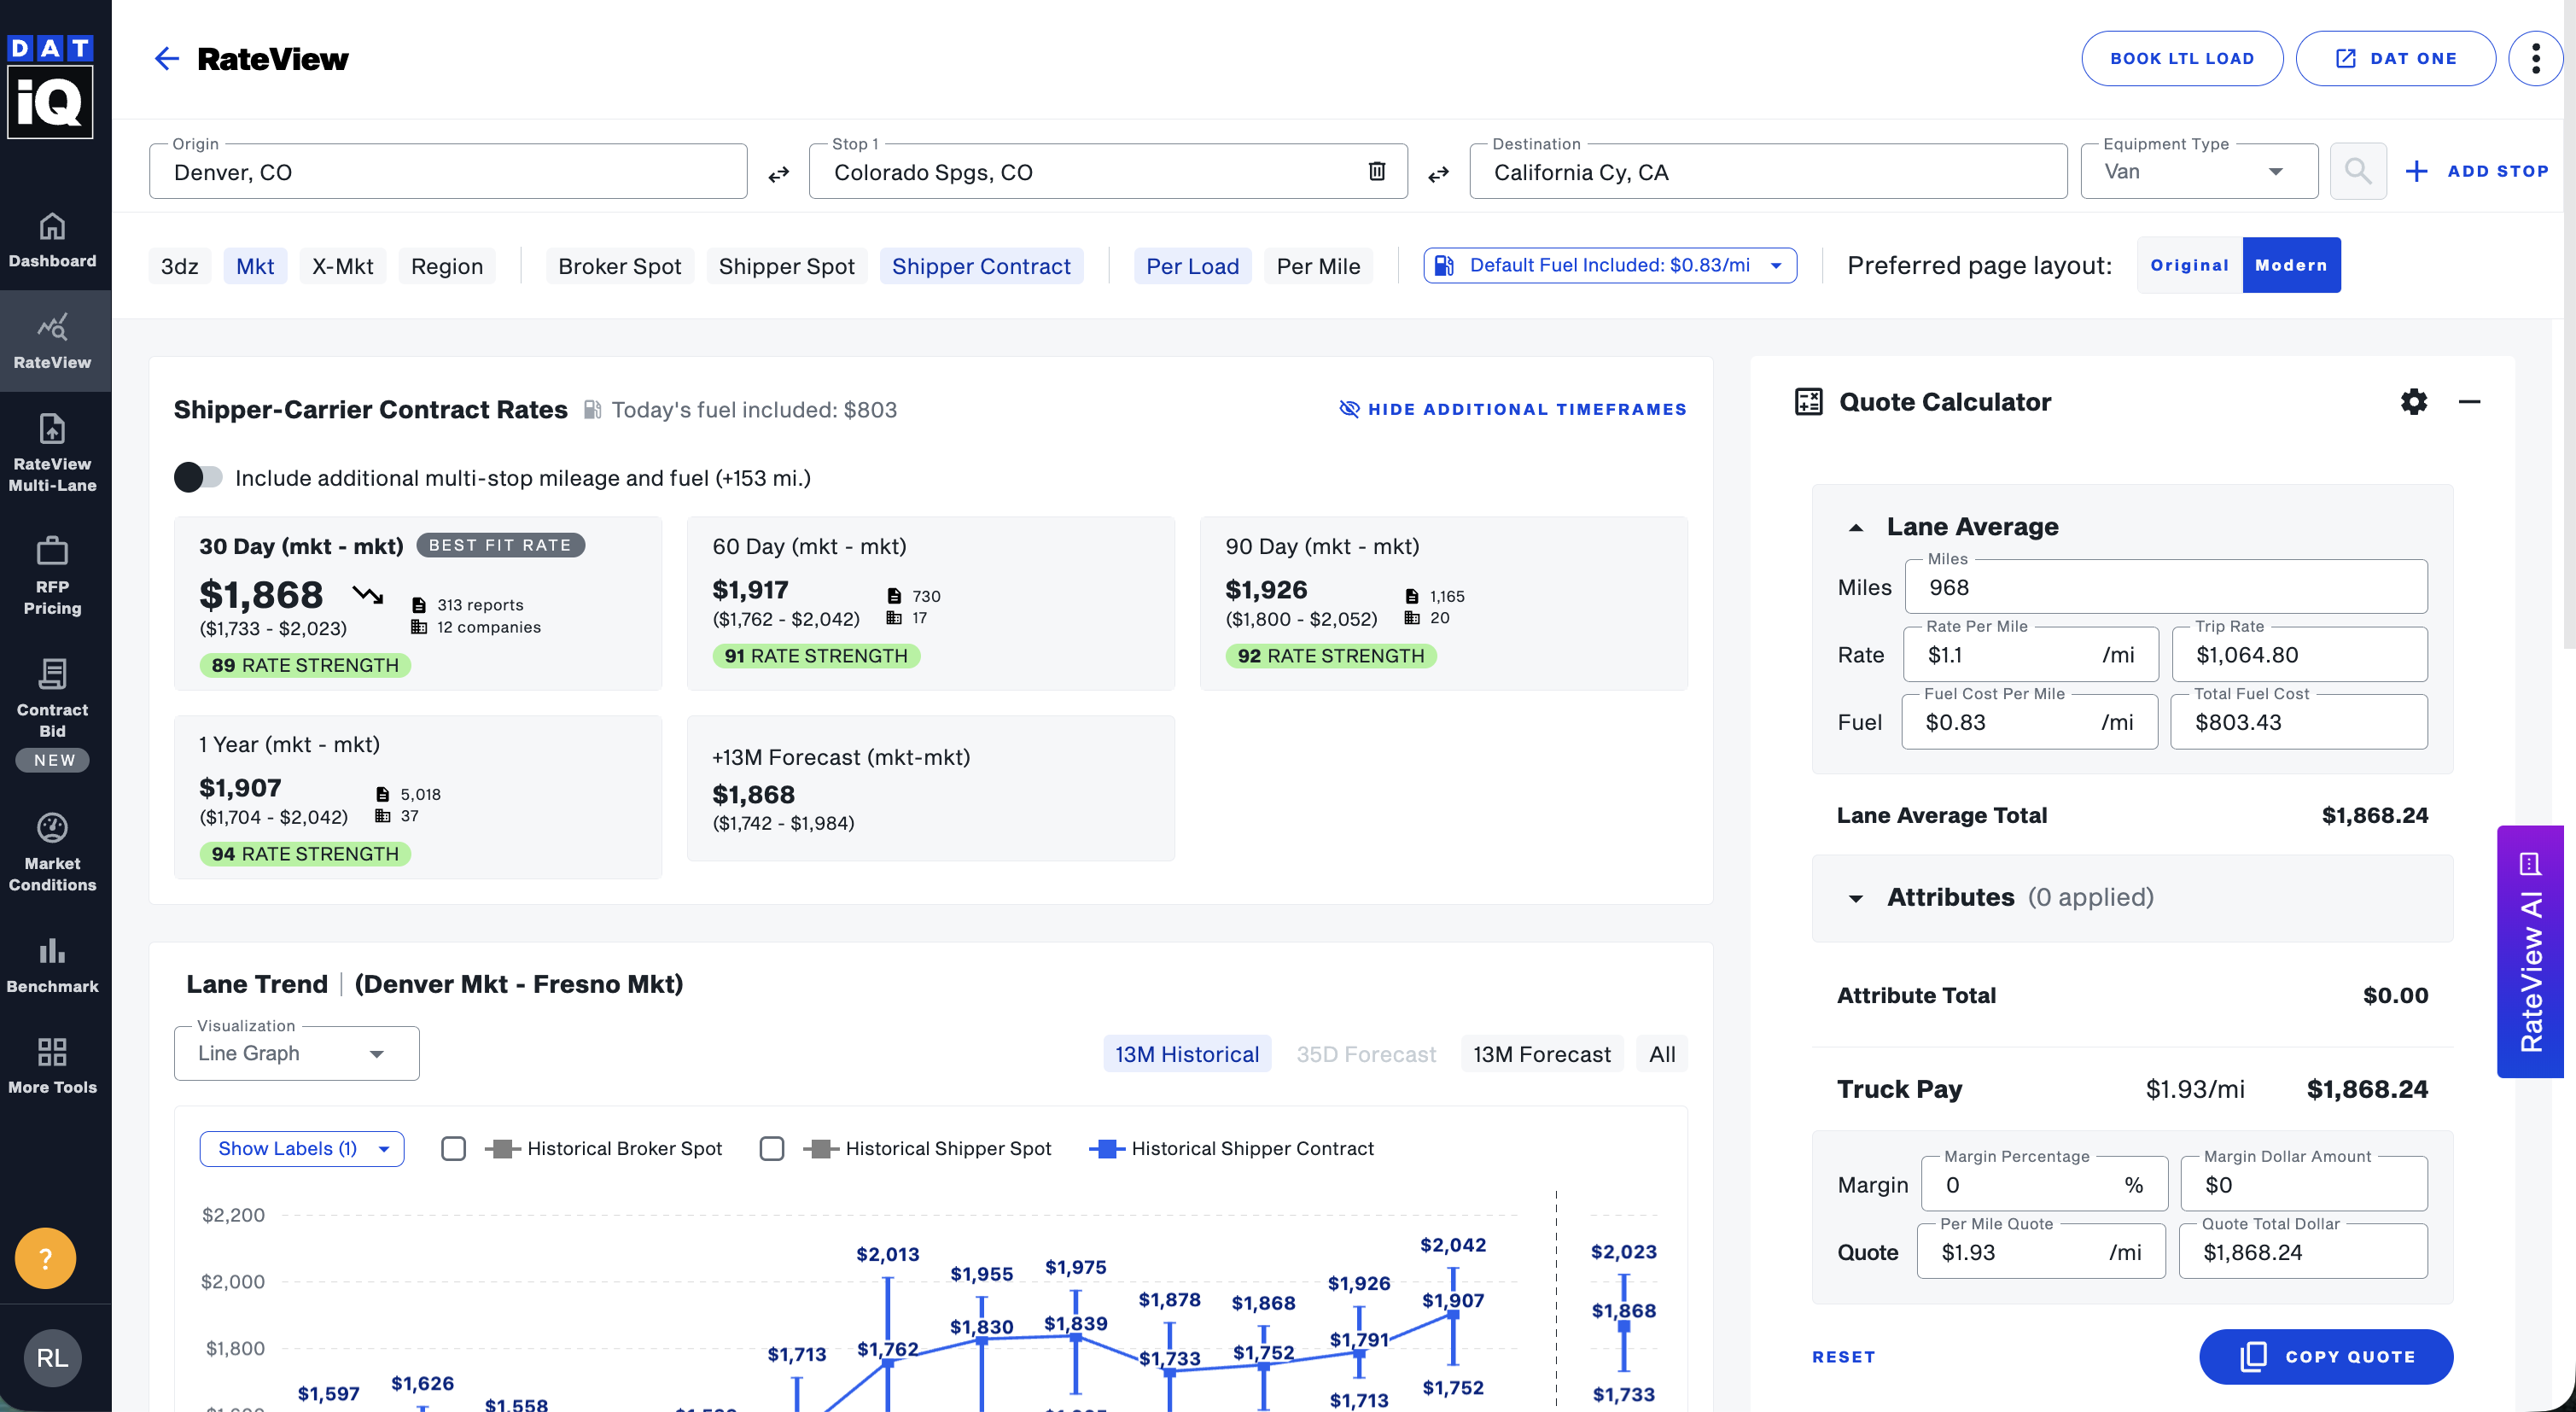 DAT
iQ
Dashboard
RateView
RateView
Multi-Lane
RFP
Pricing
Contract
Bid
NEW
Market
Conditions
Benchmark
More Tools
?
RL
RateView
BOOK LTL LOAD
DAT ONE
Origin
Denver, CO
Stop 1
Colorado Spgs, CO
Destination
California Cy, CA
Equipment Type
Van
ADD STOP
3dz
Mkt
X-Mkt
Region
Broker Spot
Shipper Spot
Shipper Contract
Per Load
Per Mile
Default Fuel Included: $0.83/mi
Preferred page layout:
Original
Modern
Shipper-Carrier Contract Rates
Today's fuel included: $803
HIDE ADDITIONAL TIMEFRAMES
Include additional multi-stop mileage and fuel (+153 mi.)
30 Day (mkt - mkt)
BEST FIT RATE
$1,868
($1,733 - $2,023)
313 reports
12 companies
89 RATE STRENGTH
60 Day (mkt - mkt)
$1,917
($1,762 - $2,042)
730
17
91 RATE STRENGTH
90 Day (mkt - mkt)
$1,926
($1,800 - $2,052)
1,165
20
92 RATE STRENGTH
1 Year (mkt - mkt)
$1,907
($1,704 - $2,042)
5,018
37
94 RATE STRENGTH
+13M Forecast (mkt-mkt)
$1,868
($1,742 - $1,984)
Lane Trend | (Denver Mkt - Fresno Mkt)
Visualization
Line Graph
13M Historical
35D Forecast
13M Forecast
All
Show Labels (1)
Historical Broker Spot
Historical Shipper Spot
Historical Shipper Contract
$2,200
$2,000
$1,800
$1,597
$1,626
$1,558
$1,713
$2,013
$1,762
$1,955
$1,830
$1,975
$1,839
$1,878
$1,733
$1,868
$1,752
$1,926
$1,791
$1,713
$2,042
$1,907
$1,752
$2,023
$1,868
$1,733
Quote Calculator
Lane Average
Miles
Miles
968
Rate
Rate Per Mile
$1.1 /mi
Trip Rate
$1,064.80
Fuel
Fuel Cost Per Mile
$0.83 /mi
Total Fuel Cost
$803.43
Lane Average Total $1,868.24
Attributes (0 applied)
Attribute Total $0.00
Truck Pay $1.93/mi $1,868.24
Margin
Margin Percentage
0 %
Margin Dollar Amount
$0
Quote
Per Mile Quote
$1.93 /mi
Quote Total Dollar
$1,868.24
RESET
COPY QUOTE
RateView AI